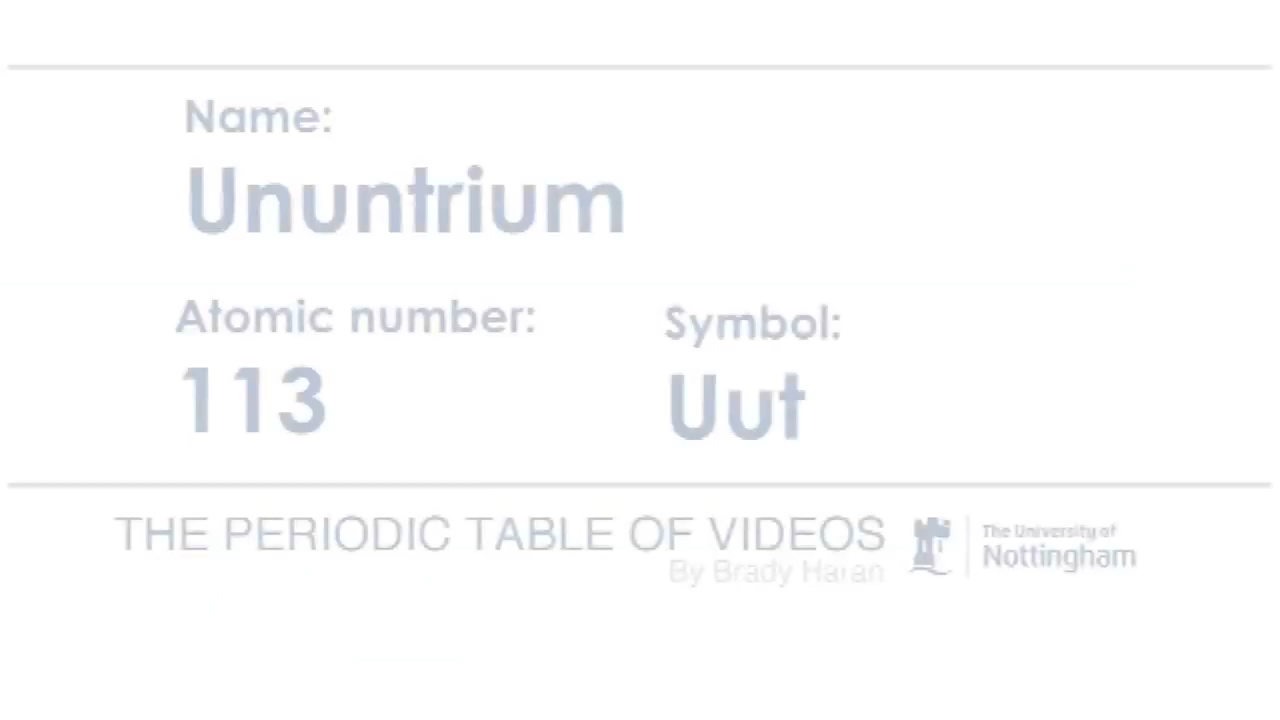 Name:
Ununtrium
Atomic number:
113
Symbol:
Uut
THE PERIODIC TABLE OF VIDEOS
By Brady Haran
The University of
Nottingham